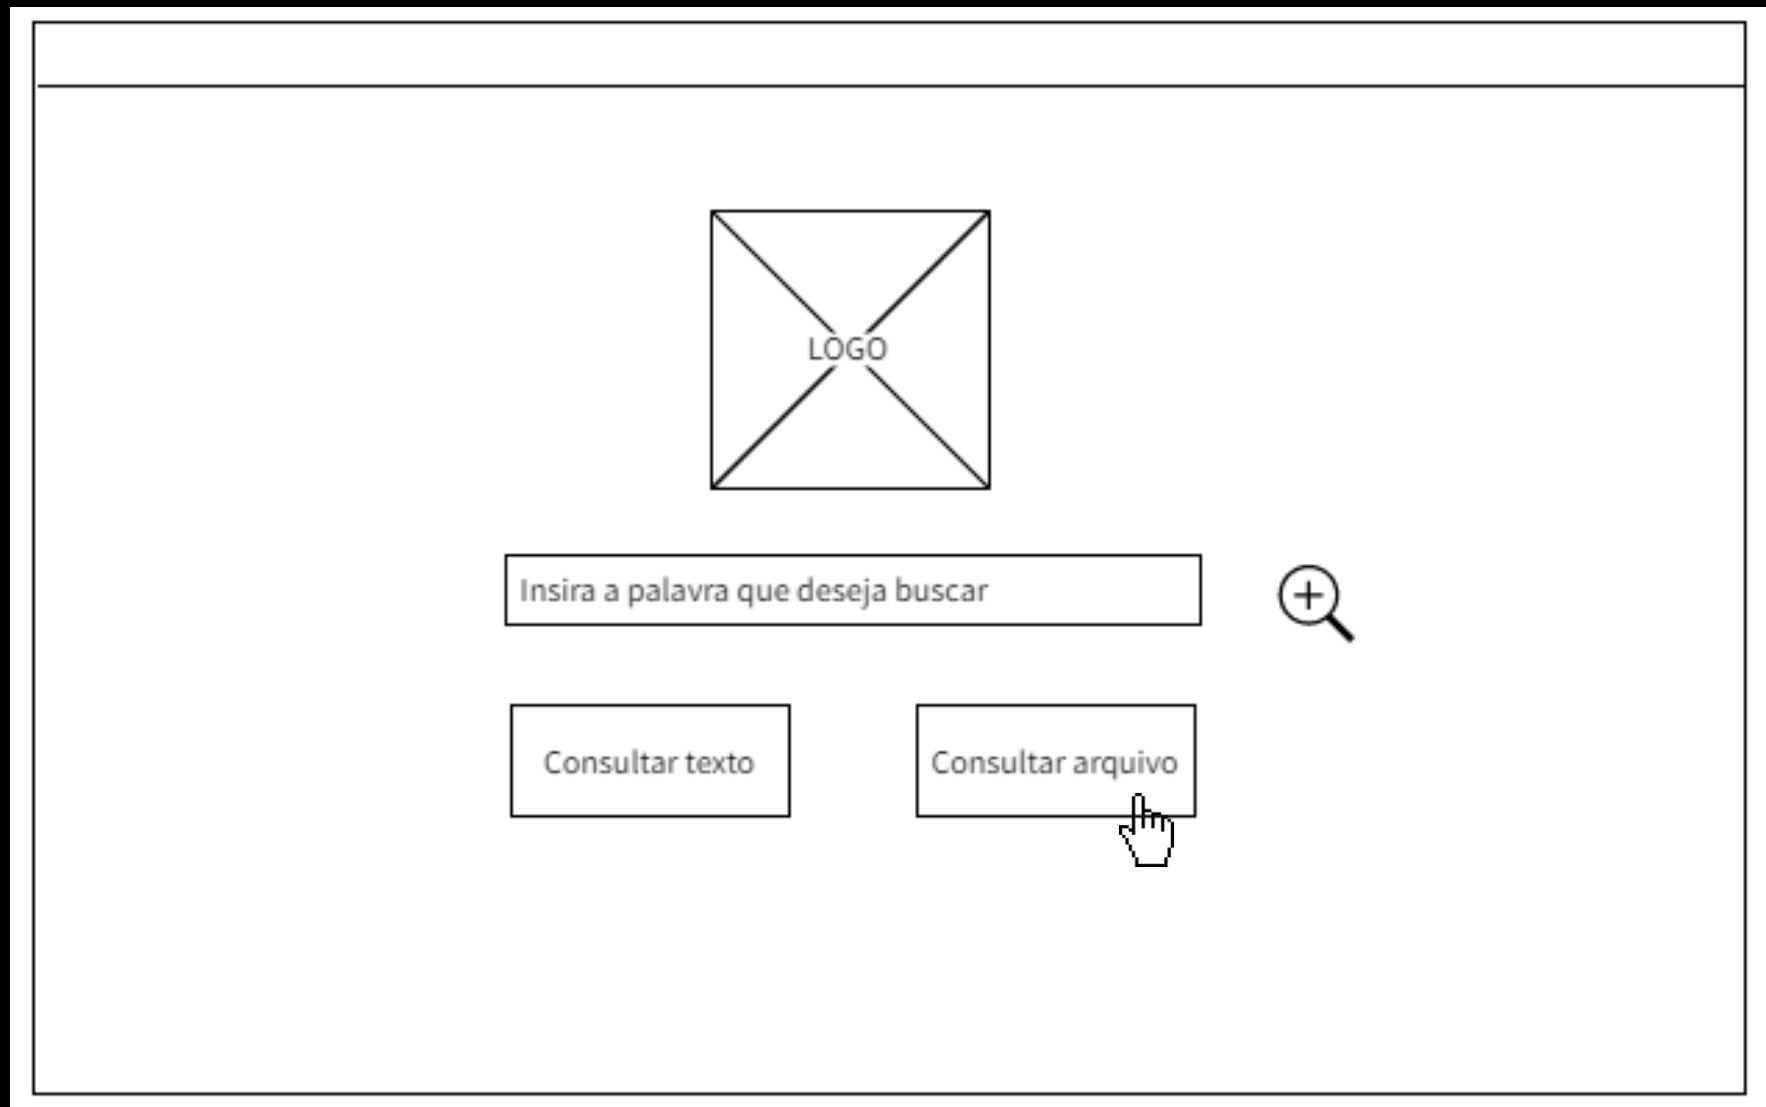 LOGO
Insira a palavra que deseja buscar
Consultar texto
Consultar arquivo